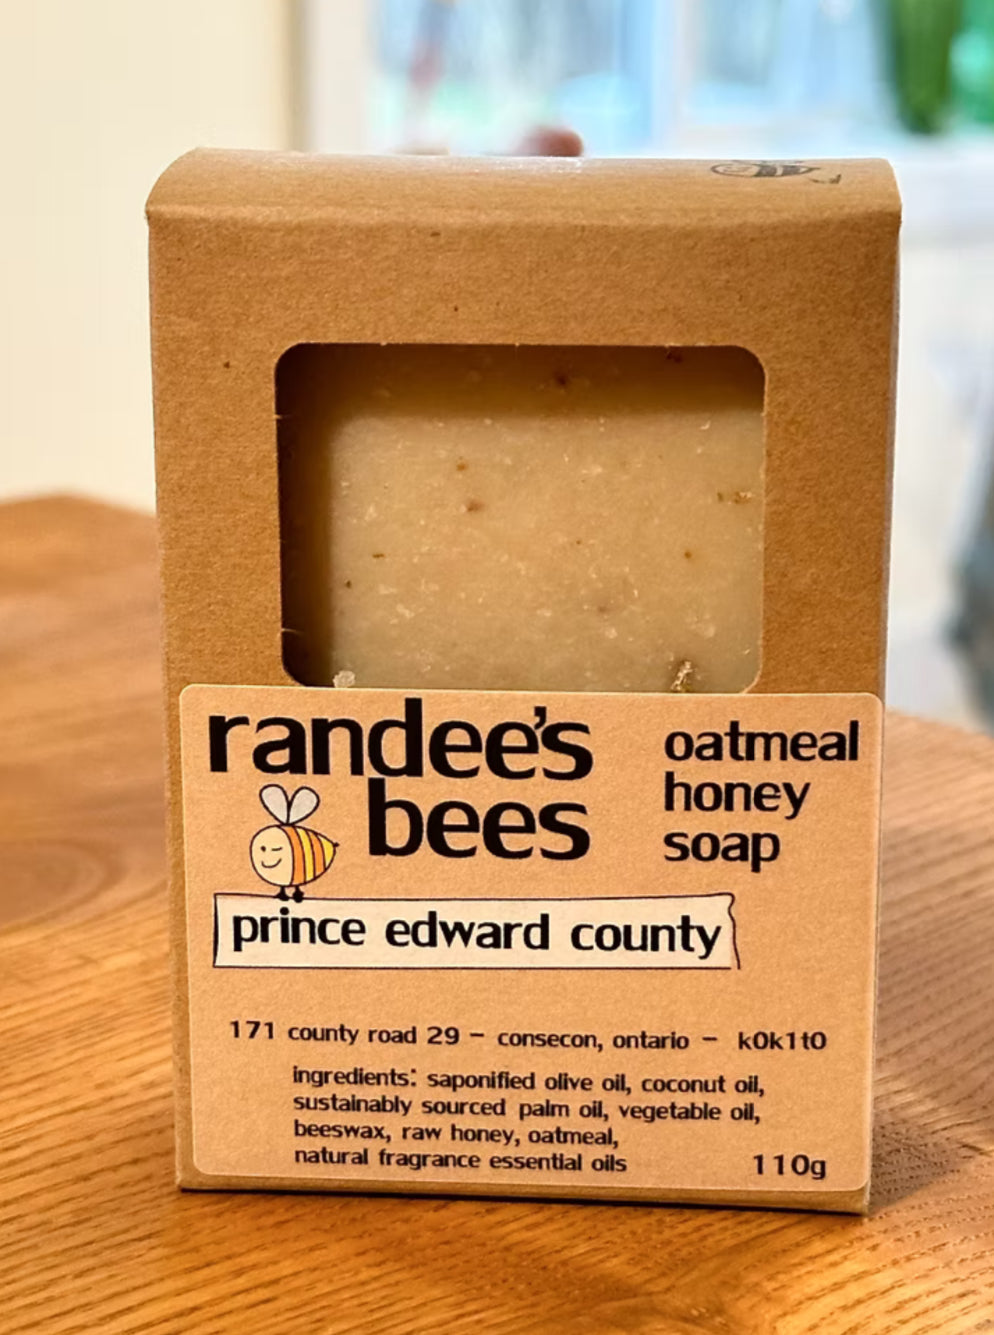 randee's
bees
oatmeal
honey
soap
prince edward county
171 county road 29 – consecon, ontario – k0k1t0
ingredients: saponified olive oil, coconut oil,
sustainably sourced palm oil, vegetable oil,
beeswax, raw honey, oatmeal,
natural fragrance essential oils
110g